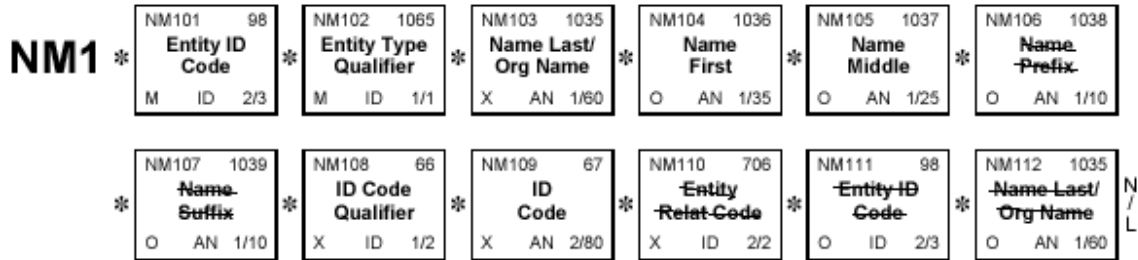 NM101 98 NM102 1065 NM103 1035 NM104 1036 NM105 1037 NM106 1038
NM1 * Entity ID Code * Entity Type Qualifier * Name Last/ Org Name * Name First * Name Middle * Name Prefix
M ID 2/3 M ID 1/1 X AN 1/60 O AN 1/35 O AN 1/25 O AN 1/10
NM107 1039 NM108 66 NM109 67 NM110 706 NM111 98 NM112 1035
* Name Suffix * ID Code Qualifier * ID Code * Entity Relat Code * Entity ID Code * Name Last/ Org Name N/L
O AN 1/10 X ID 1/2 X AN 2/80 X ID 2/2 O ID 2/3 O AN 1/60